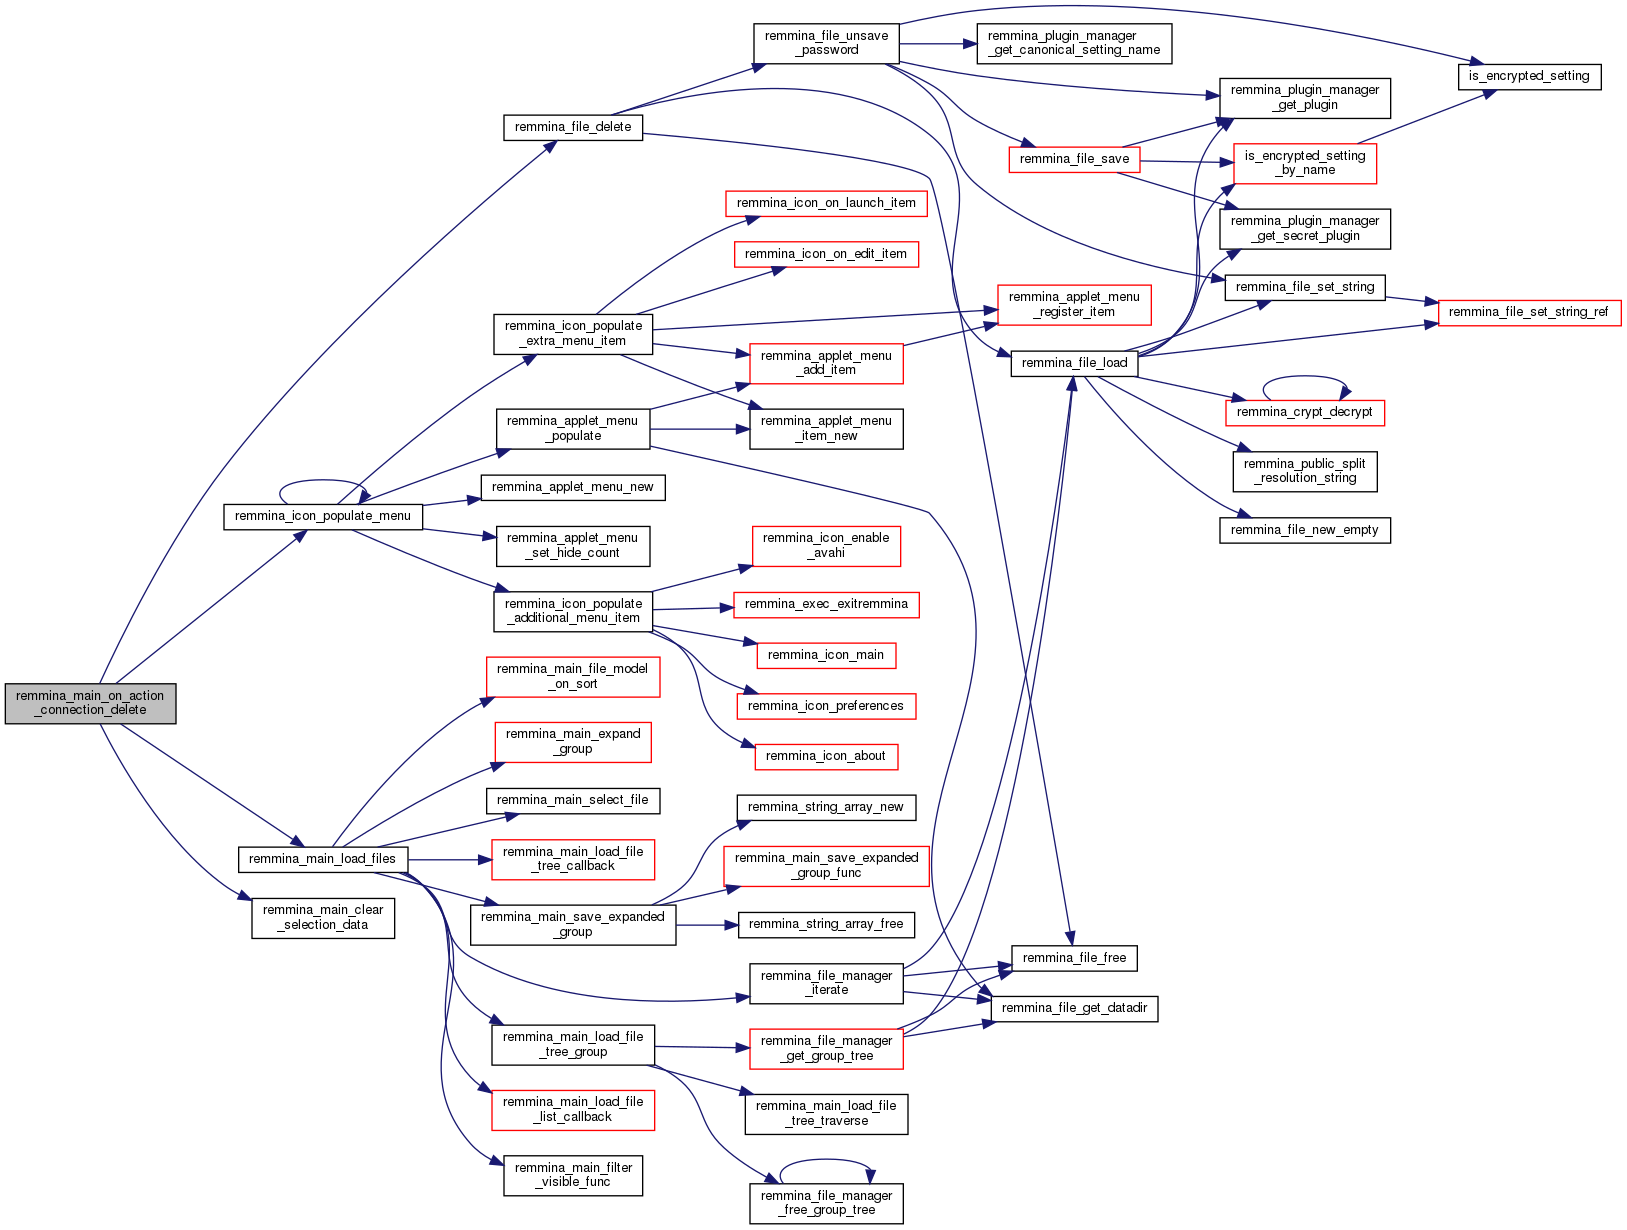 remmina_main_on_action
_connection_delete
remmina_file_delete
remmina_icon_populate_menu
remmina_main_load_files
remmina_main_clear
_selection_data
remmina_icon_populate
_extra_menu_item
remmina_applet_menu
_populate
remmina_applet_menu_new
remmina_applet_menu
_set_hide_count
remmina_icon_populate
_additional_menu_item
remmina_main_file_model
_on_sort
remmina_main_expand
_group
remmina_main_select_file
remmina_main_load_file
_tree_callback
remmina_main_save_expanded
_group
remmina_main_load_file
_tree_group
remmina_main_load_file
_list_callback
remmina_main_filter
_visible_func
remmina_file_unsave
_password
remmina_icon_on_launch_item
remmina_icon_on_edit_item
remmina_applet_menu
_add_item
remmina_applet_menu
_item_new
remmina_icon_enable
_avahi
remmina_exec_exitremmina
remmina_icon_main
remmina_icon_preferences
remmina_icon_about
remmina_string_array_new
remmina_main_save_expanded
_group_func
remmina_string_array_free
remmina_file_manager
_iterate
remmina_file_manager
_get_group_tree
remmina_main_load_file
_tree_traverse
remmina_file_manager
_free_group_tree
remmina_plugin_manager
_get_canonical_setting_name
remmina_file_save
remmina_applet_menu
_register_item
remmina_file_load
remmina_file_free
remmina_file_get_datadir
remmina_plugin_manager
_get_plugin
is_encrypted_setting
_by_name
remmina_plugin_manager
_get_secret_plugin
remmina_file_set_string
remmina_crypt_decrypt
remmina_public_split
_resolution_string
remmina_file_new_empty
is_encrypted_setting
remmina_file_set_string_ref